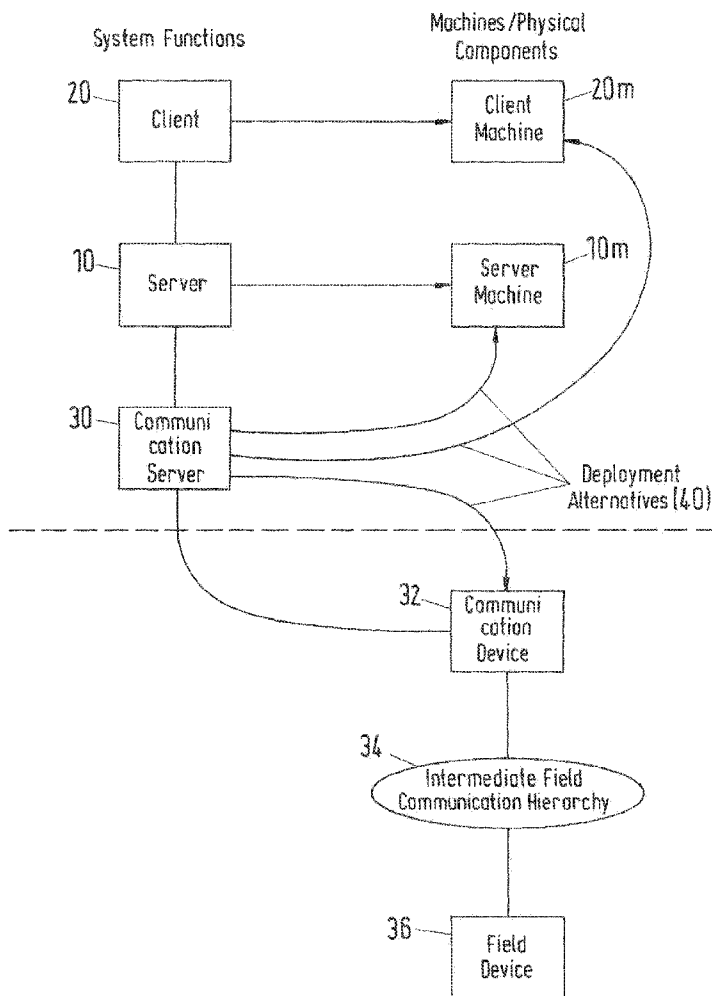 System Functions
Machines/Physical
Components
20
Client
20m
Client
Machine
10
Server
10m
Server
Machine
30
Communi
cation
Server
Deployment
Alternatives (40)
32
Communi
cation
Device
34
Intermediate Field
Communication Hierarchy
36
Field
Device